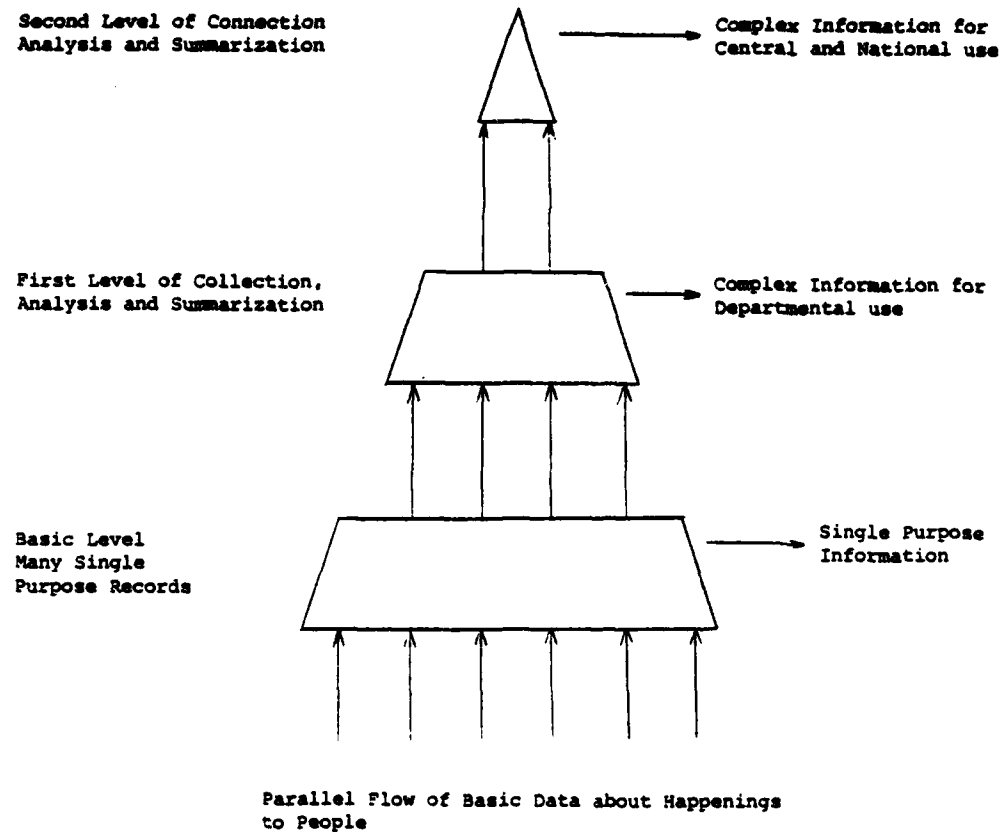 Second Level of Connection
Analysis and Summarization
Complex Information for
Central and National use
First Level of Collection,
Analysis and Summarization
Complex Information for
Departmental use
Basic Level
Many Single
Purpose Records
Single Purpose
Information
Parallel Flow of Basic Data about Happenings
to People